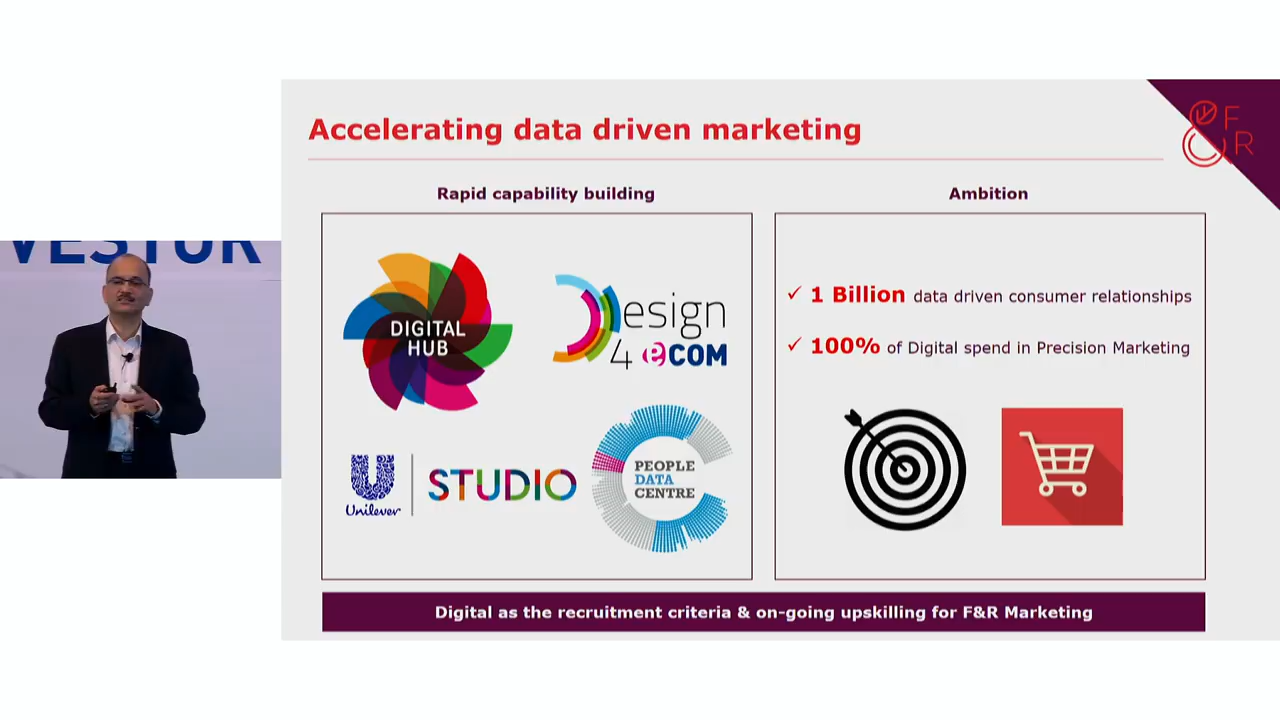 Accelerating data driven marketing
& F
R
Rapid capability building
Ambition
DIGITAL
HUB
Design
4 eCOM
U STUDIO
Unilever
PEOPLE
DATA
CENTRE
✓ 1 Billion data driven consumer relationships
✓ 100% of Digital spend in Precision Marketing
Digital as the recruitment criteria & on-going upskilling for F&R Marketing